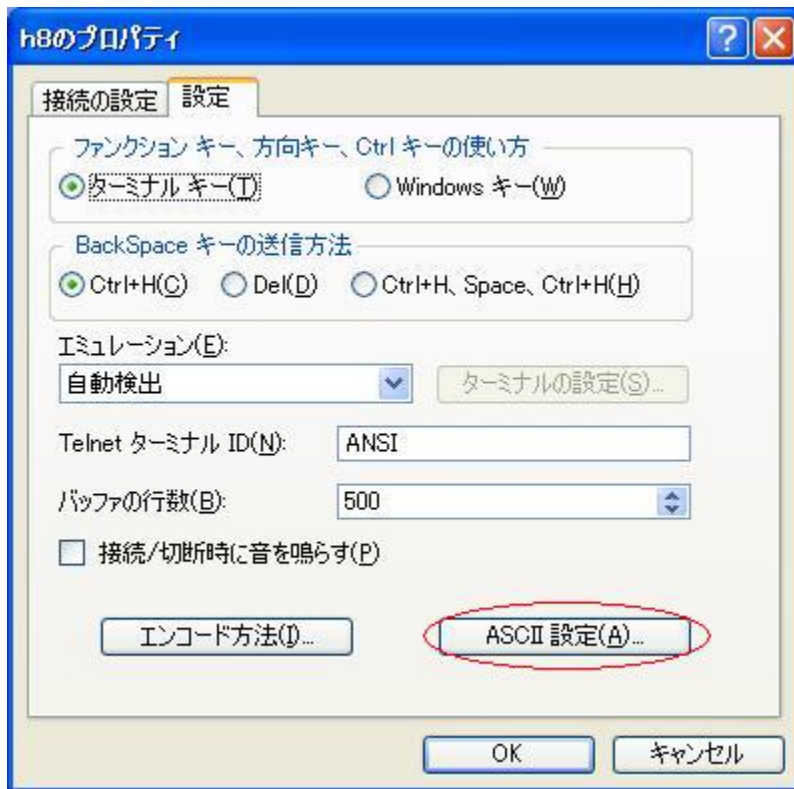 h8のプロパティ
接続の設定 設定
ファンクション キー、方向キー、Ctrl キーの使い方
ターミナル キー(T) Windows キー(W)
BackSpace キーの送信方法
Ctrl+H(C) Del(D) Ctrl+H、Space、Ctrl+H(H)
エミュレーション(E):
自動検出 ターミナルの設定(S)...
Telnet ターミナル ID(N): ANSI
バッファの行数(B): 500
接続/切断時に音を鳴らす(P)
エンコード方法(I)... ASCII 設定(A)...
OK キャンセル